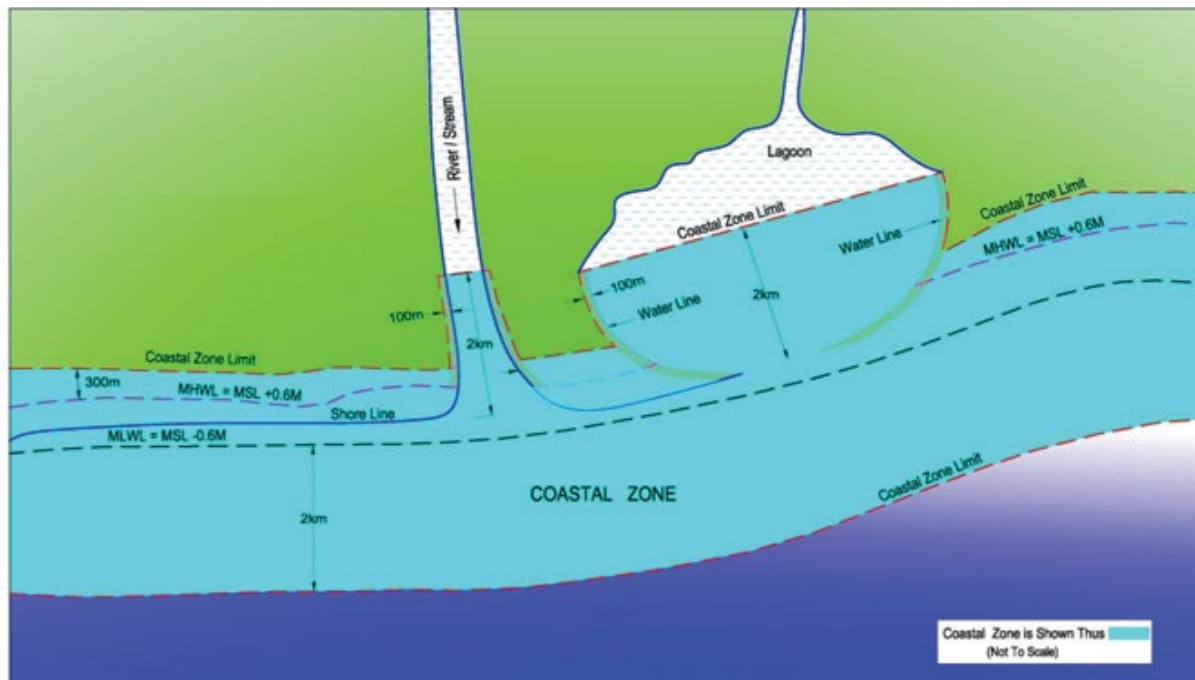 River / Stream
Lagoon
Coastal Zone Limit
Coastal Zone Limit
Water Line
MHWL = MSL +0.6M
100m
2km
Water Line
100m
2km
Coastal Zone Limit
300m
MHWL = MSL +0.6M
Shore Line
MLWL = MSL -0.6M
Coastal Zone Limit
COASTAL ZONE
2km
Coastal Zone is Shown Thus
(Not To Scale)